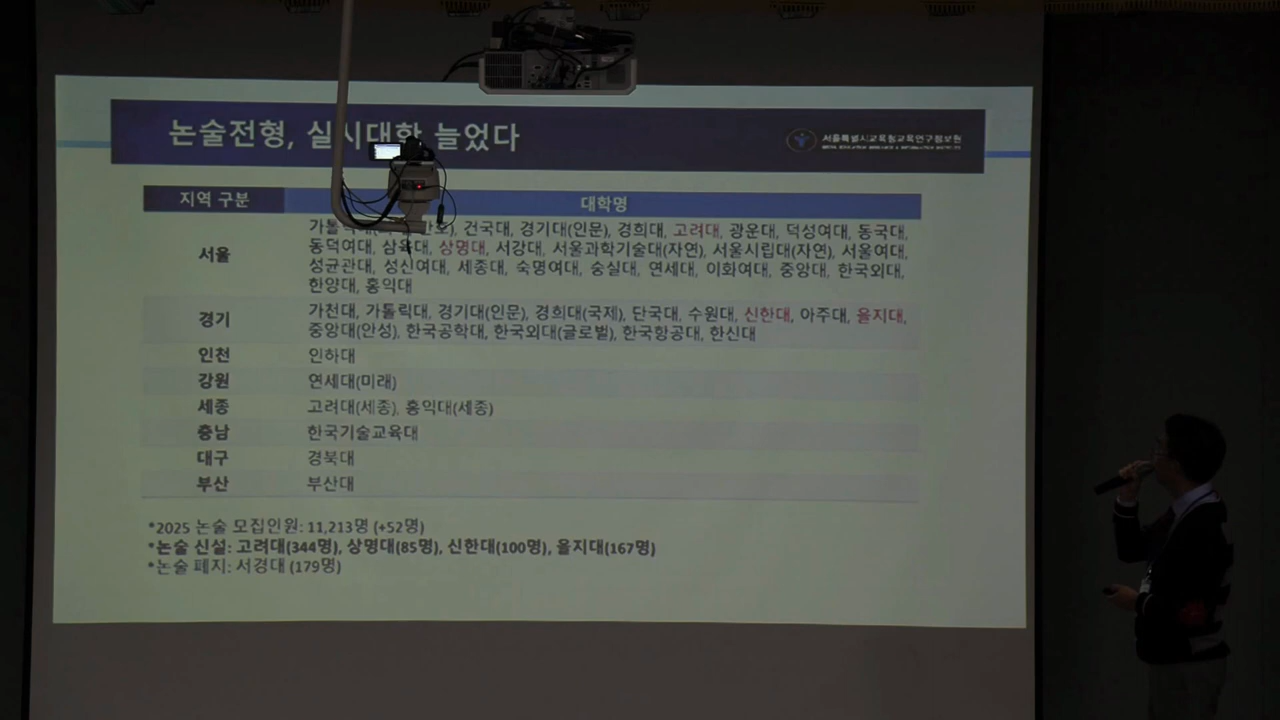 논술전형, 실시대학 늘었다
서울특별시교육청교육연구정보원
지역 구분 대학명
서울
가톨릭대( ), 건국대, 경기대(인문), 경희대, 고려대, 광운대, 덕성여대, 동국대,
동덕여대, 삼육대, 상명대, 서강대, 서울과학기술대(자연), 서울시립대(자연), 서울여대,
성균관대, 성신여대, 세종대, 숙명여대, 숭실대, 연세대, 이화여대, 중앙대, 한국외대,
한양대, 홍익대
경기
가천대, 가톨릭대, 경기대(인문), 경희대(국제), 단국대, 수원대, 신한대, 아주대, 을지대,
중앙대(안성), 한국공학대, 한국외대(글로벌), 한국항공대, 한신대
인천 인하대
강원 연세대(미래)
세종 고려대(세종), 홍익대(세종)
충남 한국기술교육대
대구 경북대
부산 부산대
*2025 논술 모집인원: 11,213명 (+52명)
*논술 신설: 고려대(344명), 상명대(85명), 신한대(100명), 을지대(167명)
*논술 폐지: 서경대 (179명)